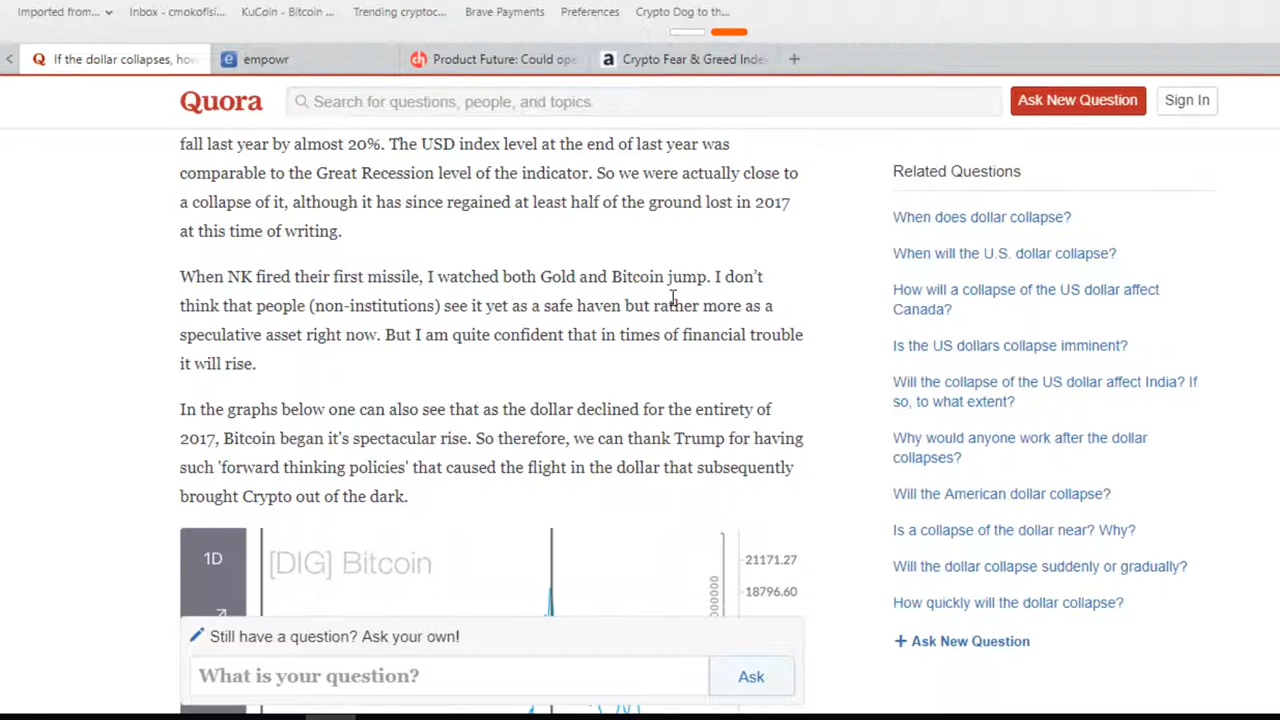 Imported from... Inbox - cmokofisi... KuCoin - Bitcoin ... Trending cryptoc... Brave Payments Preferences Crypto Dog to th...
If the dollar collapses, how empowr Product Future: Could ope Crypto Fear & Greed Inde
Quora Search for questions, people, and topics Ask New Question Sign In
fall last year by almost 20%. The USD index level at the end of last year was
comparable to the Great Recession level of the indicator. So we were actually close to
a collapse of it, although it has since regained at least half of the ground lost in 2017
at this time of writing.
When NK fired their first missile, I watched both Gold and Bitcoin jump. I don’t
think that people (non-institutions) see it yet as a safe haven but rather more as a
speculative asset right now. But I am quite confident that in times of financial trouble
it will rise.
In the graphs below one can also see that as the dollar declined for the entirety of
2017, Bitcoin began it's spectacular rise. So therefore, we can thank Trump for having
such 'forward thinking policies' that caused the flight in the dollar that subsequently
brought Crypto out of the dark.
1D [DIG] Bitcoin 21171.27
18796.60
000000
Still have a question? Ask your own!
What is your question? Ask
Related Questions
When does dollar collapse?
When will the U.S. dollar collapse?
How will a collapse of the US dollar affect
Canada?
Is the US dollars collapse imminent?
Will the collapse of the US dollar affect India? If
so, to what extent?
Why would anyone work after the dollar
collapses?
Will the American dollar collapse?
Is a collapse of the dollar near? Why?
Will the dollar collapse suddenly or gradually?
How quickly will the dollar collapse?
+ Ask New Question